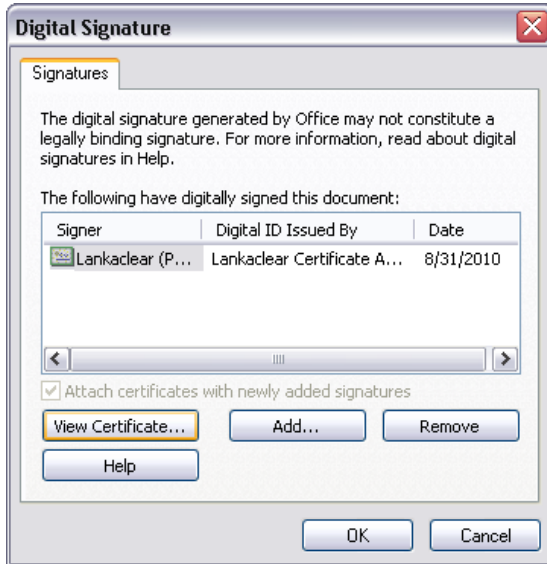 Digital Signature
Signatures
The digital signature generated by Office may not constitute a
legally binding signature. For more information, read about digital
signatures in Help.
The following have digitally signed this document:
Signer Digital ID Issued By Date
Lankaclear (P... Lankaclear Certificate A... 8/31/2010
Attach certificates with newly added signatures
View Certificate... Add... Remove
Help
OK Cancel